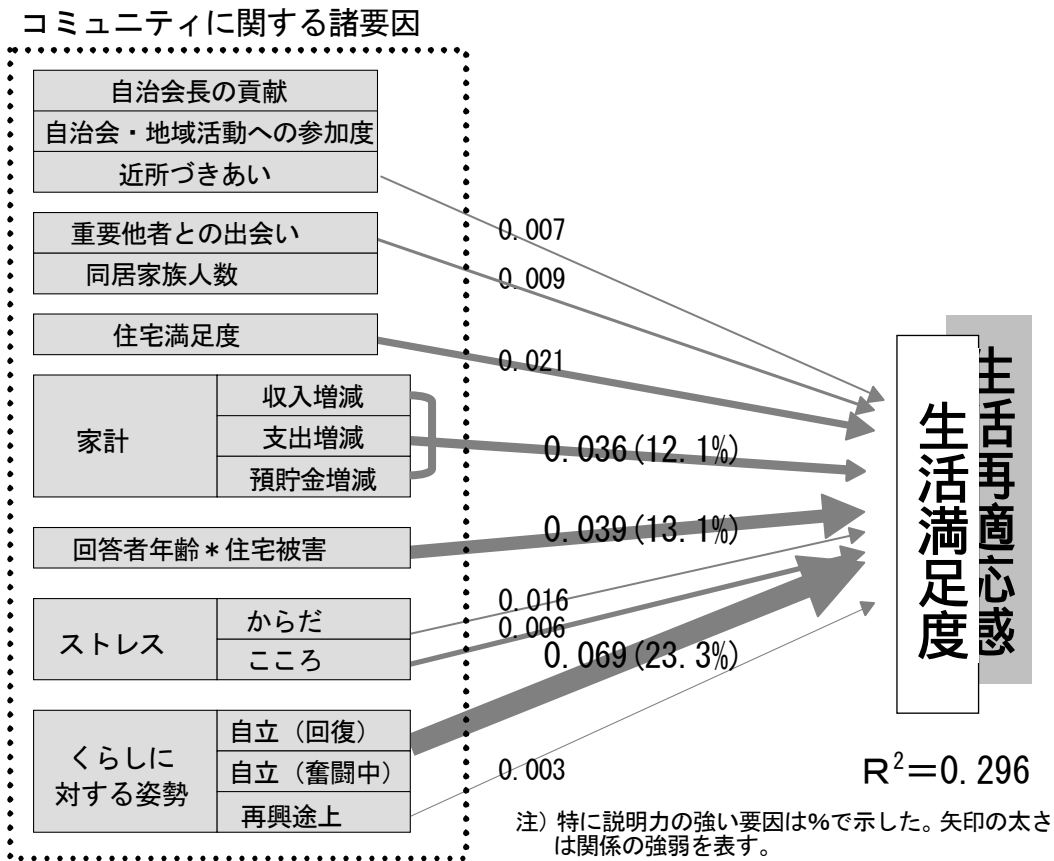 コミュニティに関する諸要因
自治会長の貢献
自治会・地域活動への参加度
近所づきあい
重要他者との出会い
同居家族人数
住宅満足度
家計
収入増減
支出増減
預貯金増減
回答者年齢＊住宅被害
ストレス
からだ
こころ
くらしに
対する姿勢
自立（回復）
自立（奮闘中）
再興途上
0.007
0.009
0.021
0.036(12.1%)
0.039(13.1%)
0.016
0.006
0.069(23.3%)
0.003
生活満足度
生活再適応感
R²＝0.296
注）特に説明力の強い要因は%で示した。矢印の太さ
は関係の強弱を表す。